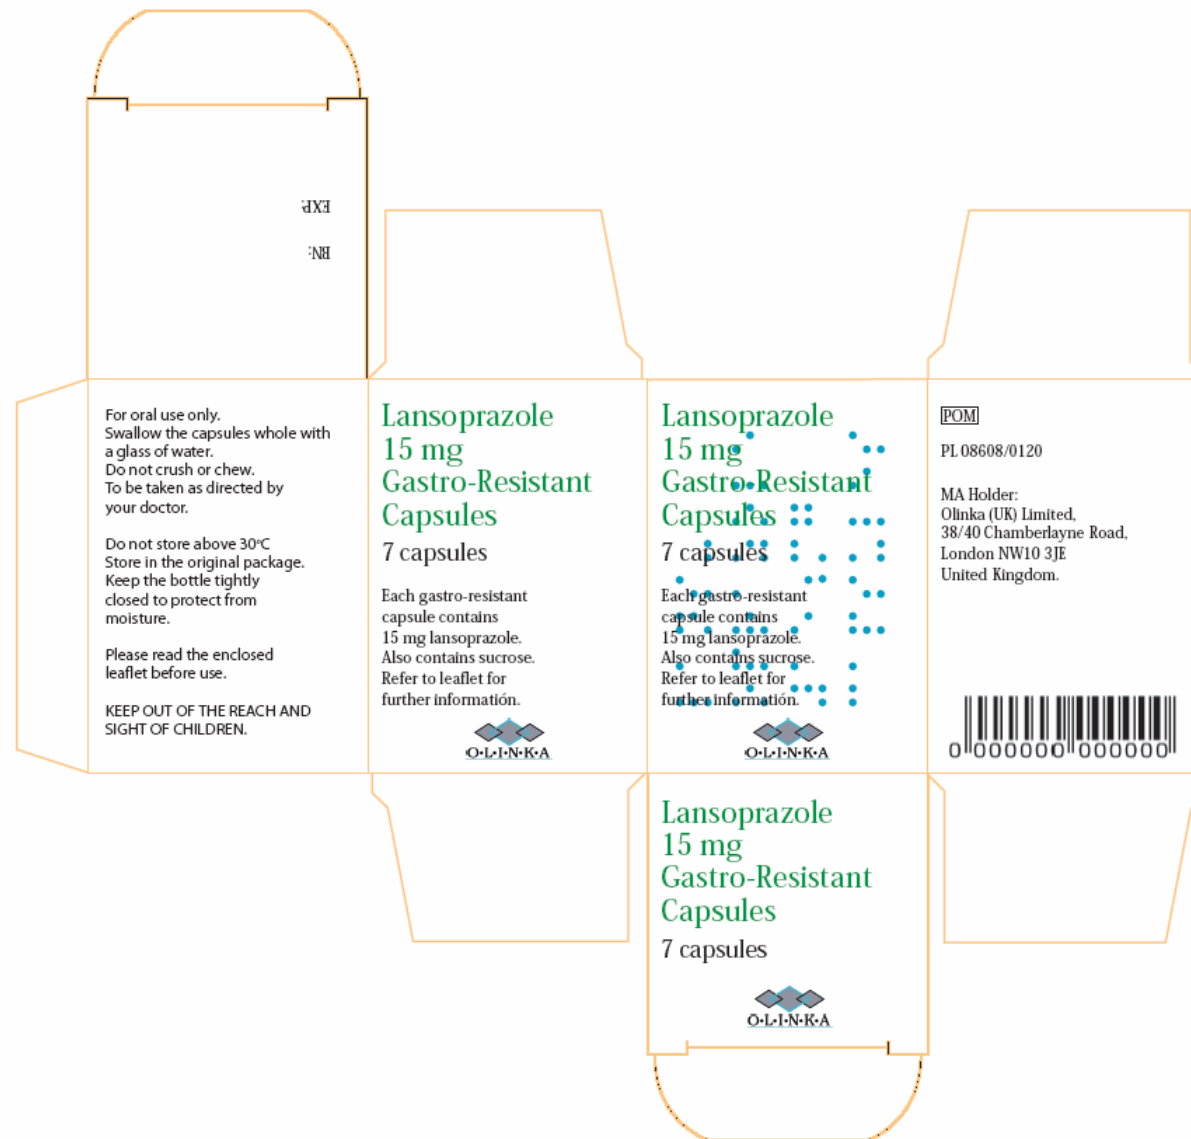 EXP:
BN:
For oral use only.
Swallow the capsules whole with
a glass of water.
Do not crush or chew.
To be taken as directed by
your doctor.
Do not store above 30°C
Store in the original package.
Keep the bottle tightly
closed to protect from
moisture.
Please read the enclosed
leaflet before use.
KEEP OUT OF THE REACH AND
SIGHT OF CHILDREN.
Lansoprazole
15 mg
Gastro-Resistant
Capsules
7 capsules
Each gastro-resistant
capsule contains
15 mg lansoprazole.
Also contains sucrose.
Refer to leaflet for
further informatión.
O•L•I•N•K•A
Lansoprazole
15 mg
Gastro-Resistant
Capsules
7 capsules
Each gastro-resistant
capsule contains
15 mg lansoprazole.
Also contains sucrose.
Refer to leaflet for
further informatión.
O•L•I•N•K•A
POM
PL 08608/0120
MA Holder:
Olinka (UK) Limited,
38/40 Chamberlayne Road,
London NW10 3JE
United Kingdom.
0 000000 000000
Lansoprazole
15 mg
Gastro-Resistant
Capsules
7 capsules
O•L•I•N•K•A